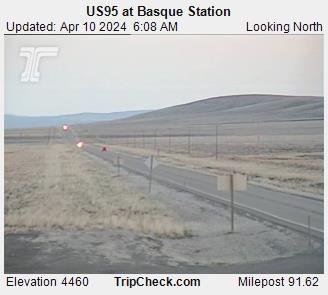 US95 at Basque Station
Updated: Apr 10 2024 6:08 AM Looking North
Elevation 4460 TripCheck.com Milepost 91.62